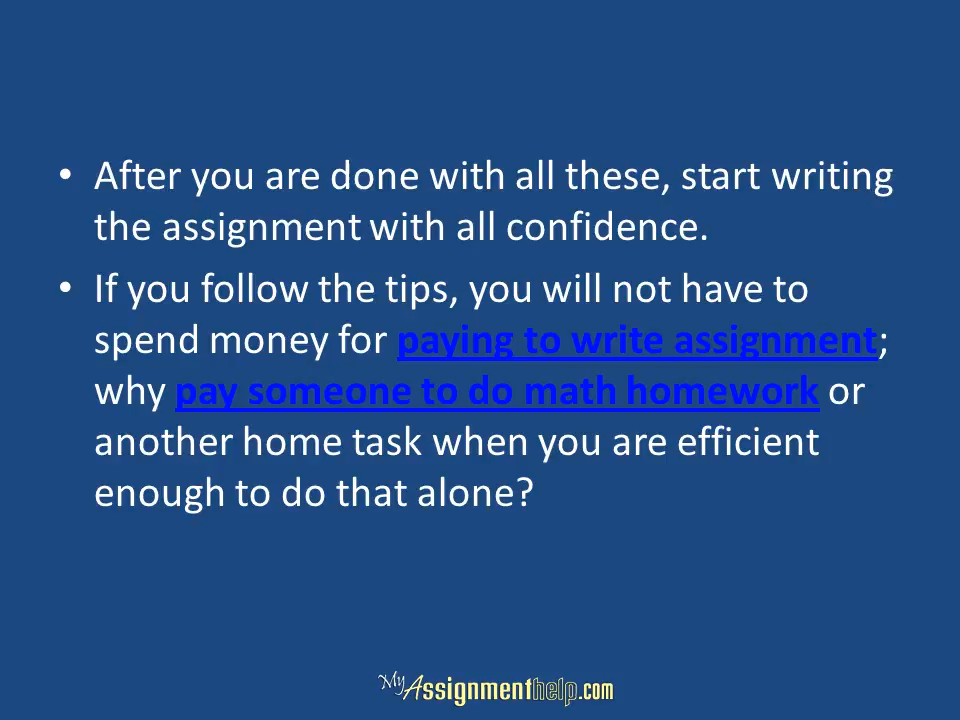 • After you are done with all these, start writing
the assignment with all confidence.
• If you follow the tips, you will not have to
spend money for paying to write assignment;
why pay someone to do math homework or
another home task when you are efficient
enough to do that alone?
MyAssignmenthelp.com